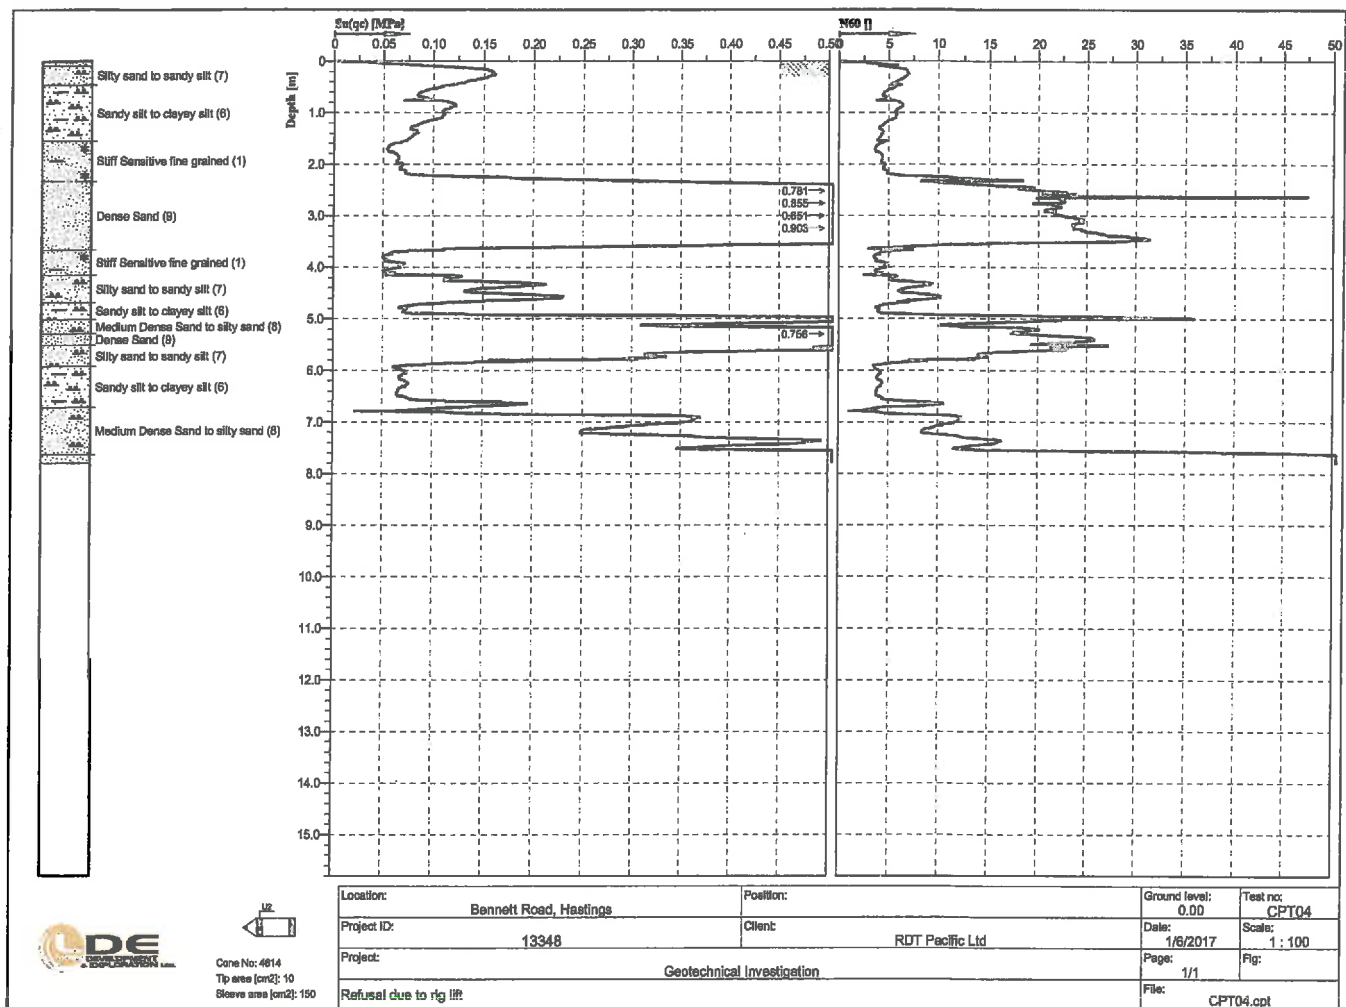 Su(qc) [MPa]
N60 []
0 0.05 0.10 0.15 0.20 0.25 0.30 0.35 0.40 0.45 0.50
0 5 10 15 20 25 30 35 40 45 50
Depth [m]
0
1.0
2.0
3.0
4.0
5.0
6.0
7.0
8.0
9.0
10.0
11.0
12.0
13.0
14.0
15.0
Silty sand to sandy silt (7)
Sandy silt to clayey silt (6)
Stiff Sensitive fine grained (1)
Dense Sand (9)
Stiff Sensitive fine grained (1)
Silty sand to sandy silt (7)
Sandy silt to clayey silt (6)
Medium Dense Sand to silty sand (8)
Dense Sand (9)
Silty sand to sandy silt (7)
Sandy silt to clayey silt (6)
Medium Dense Sand to silty sand (8)
0.781
0.855
0.851
0.903
0.766
LDE
DEVELOPMENT
& EXPLORATION Ltd.
U2
Cone No: 4614
Tip area [cm2]: 10
Sleeve area [cm2]: 150
Location:
Bennett Road, Hastings
Position:
Ground level:
0.00
Test no:
CPT04
Project ID:
13348
Client:
RDT Pacific Ltd
Date:
1/6/2017
Scale:
1 : 100
Project:
Geotechnical Investigation
Page:
1/1
Fig:
Refusal due to rig lift
File:
CPT04.cpt